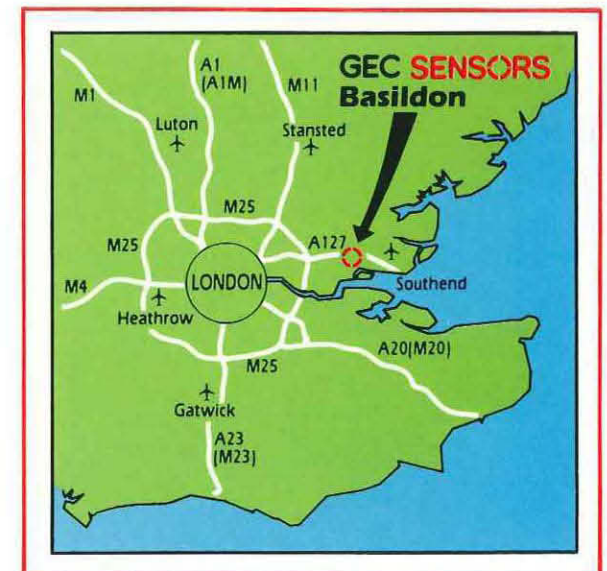 A1
(A1M)
M11
GEC SENSORS
Basildon
M1
Luton
Stansted
M25
M25
A127
M4
LONDON
Southend
Heathrow
A20(M20)
M25
Gatwick
A23
(M23)